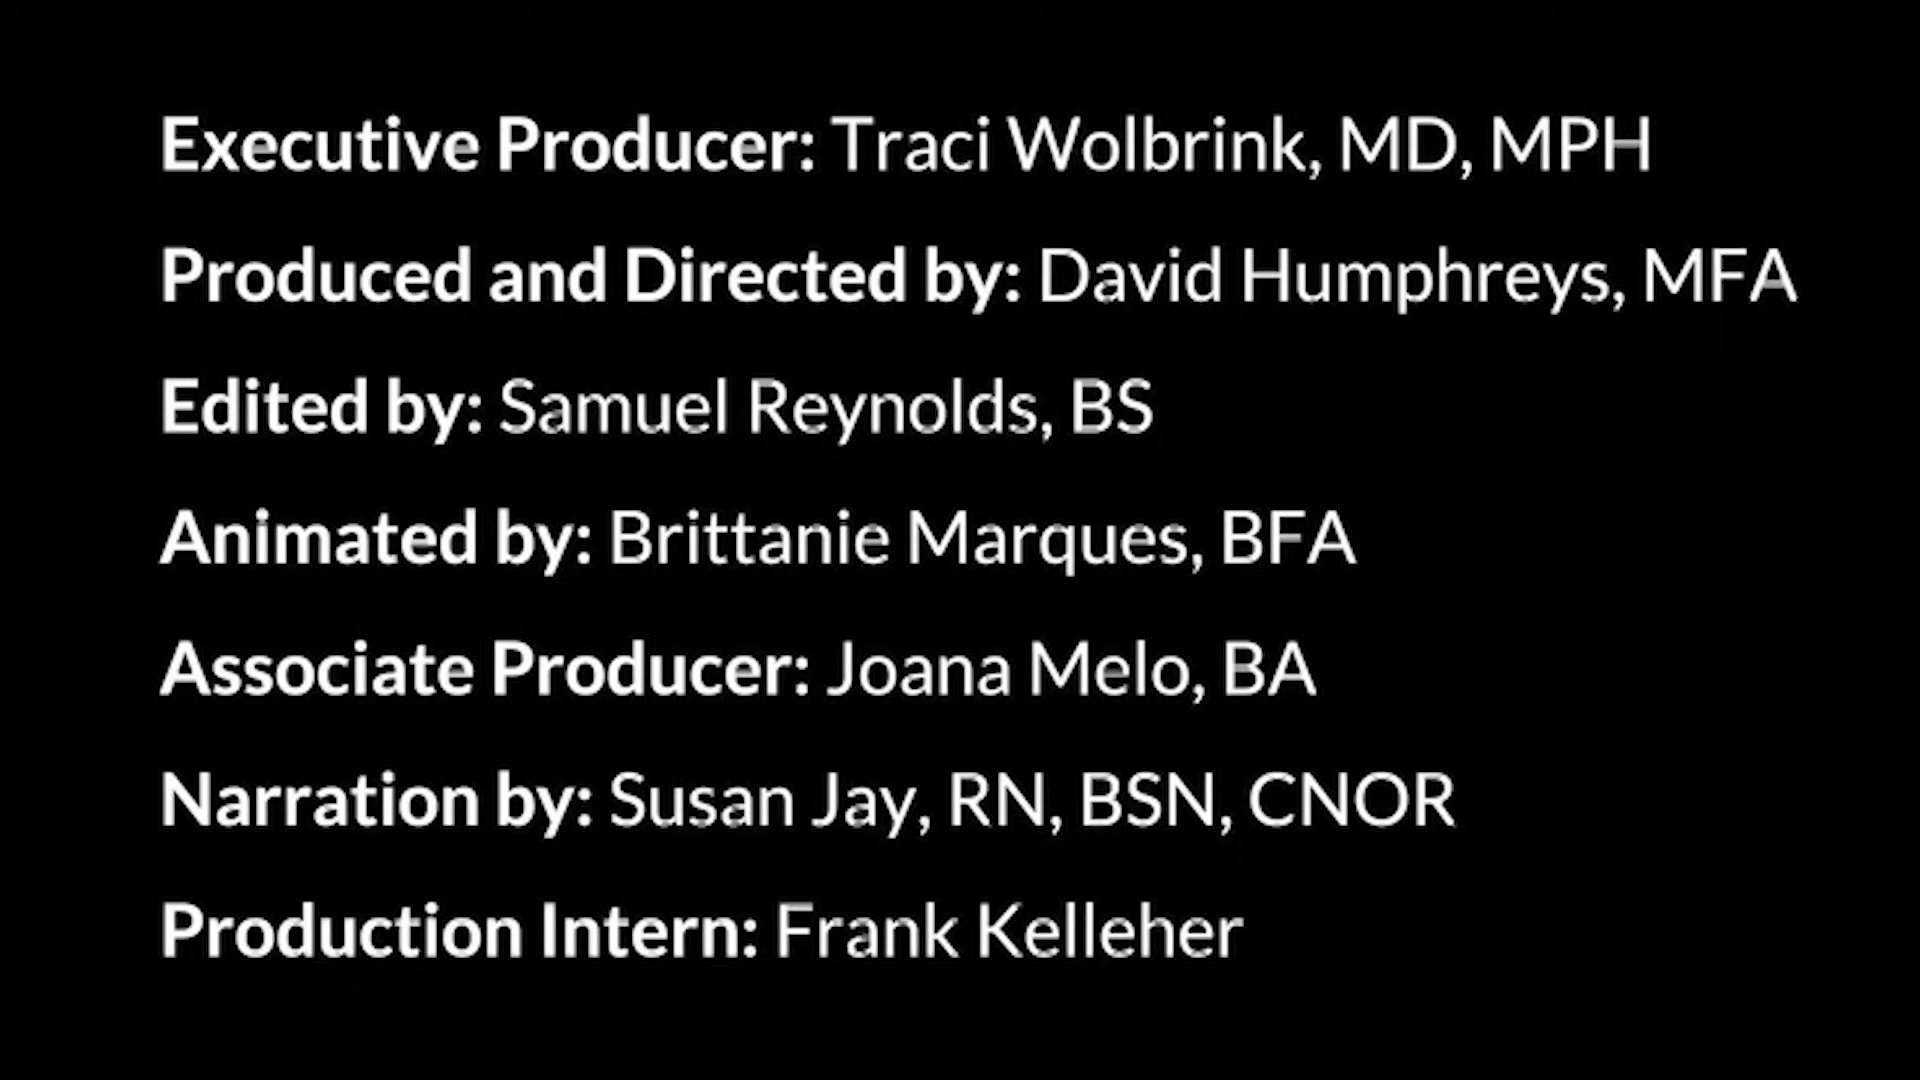 Executive Producer: Traci Wolbrink, MD, MPH
Produced and Directed by: David Humphreys, MFA
Edited by: Samuel Reynolds, BS
Animated by: Brittanie Marques, BFA
Associate Producer: Joana Melo, BA
Narration by: Susan Jay, RN, BSN, CNOR
Production Intern: Frank Kelleher